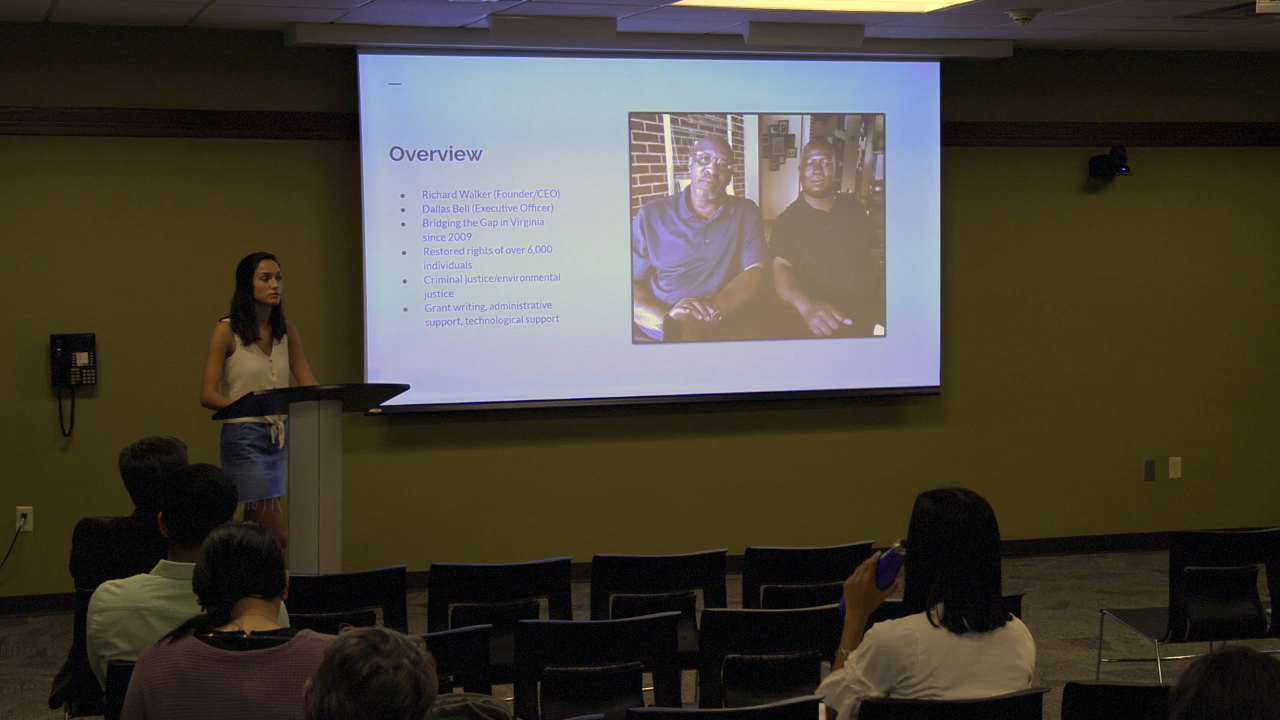 Overview
● Richard Walker (Founder/CEO)
● Dallas Bell (Executive Officer)
● Bridging the Gap in Virginia
since 2009
● Restored rights of over 6,000
individuals
● Criminal justice/environmental
justice
● Grant writing, administrative
support, technological support